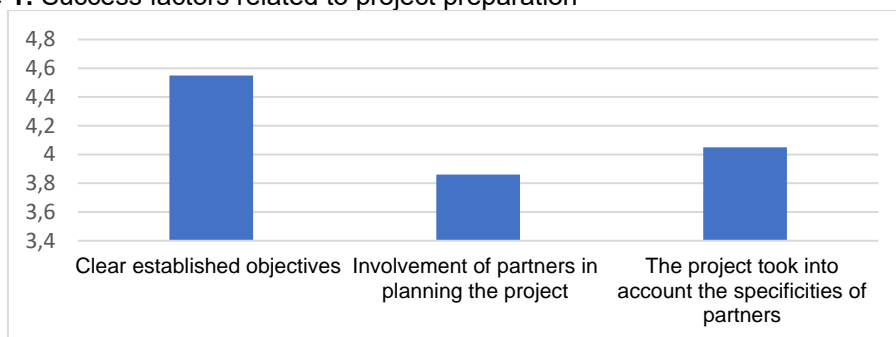 1. Success factors related to project preparation
4,8
4,6
4,4
4,2
4
3,8
3,6
3,4
Clear established objectives
Involvement of partners in
planning the project
The project took into
account the specificities of
partners